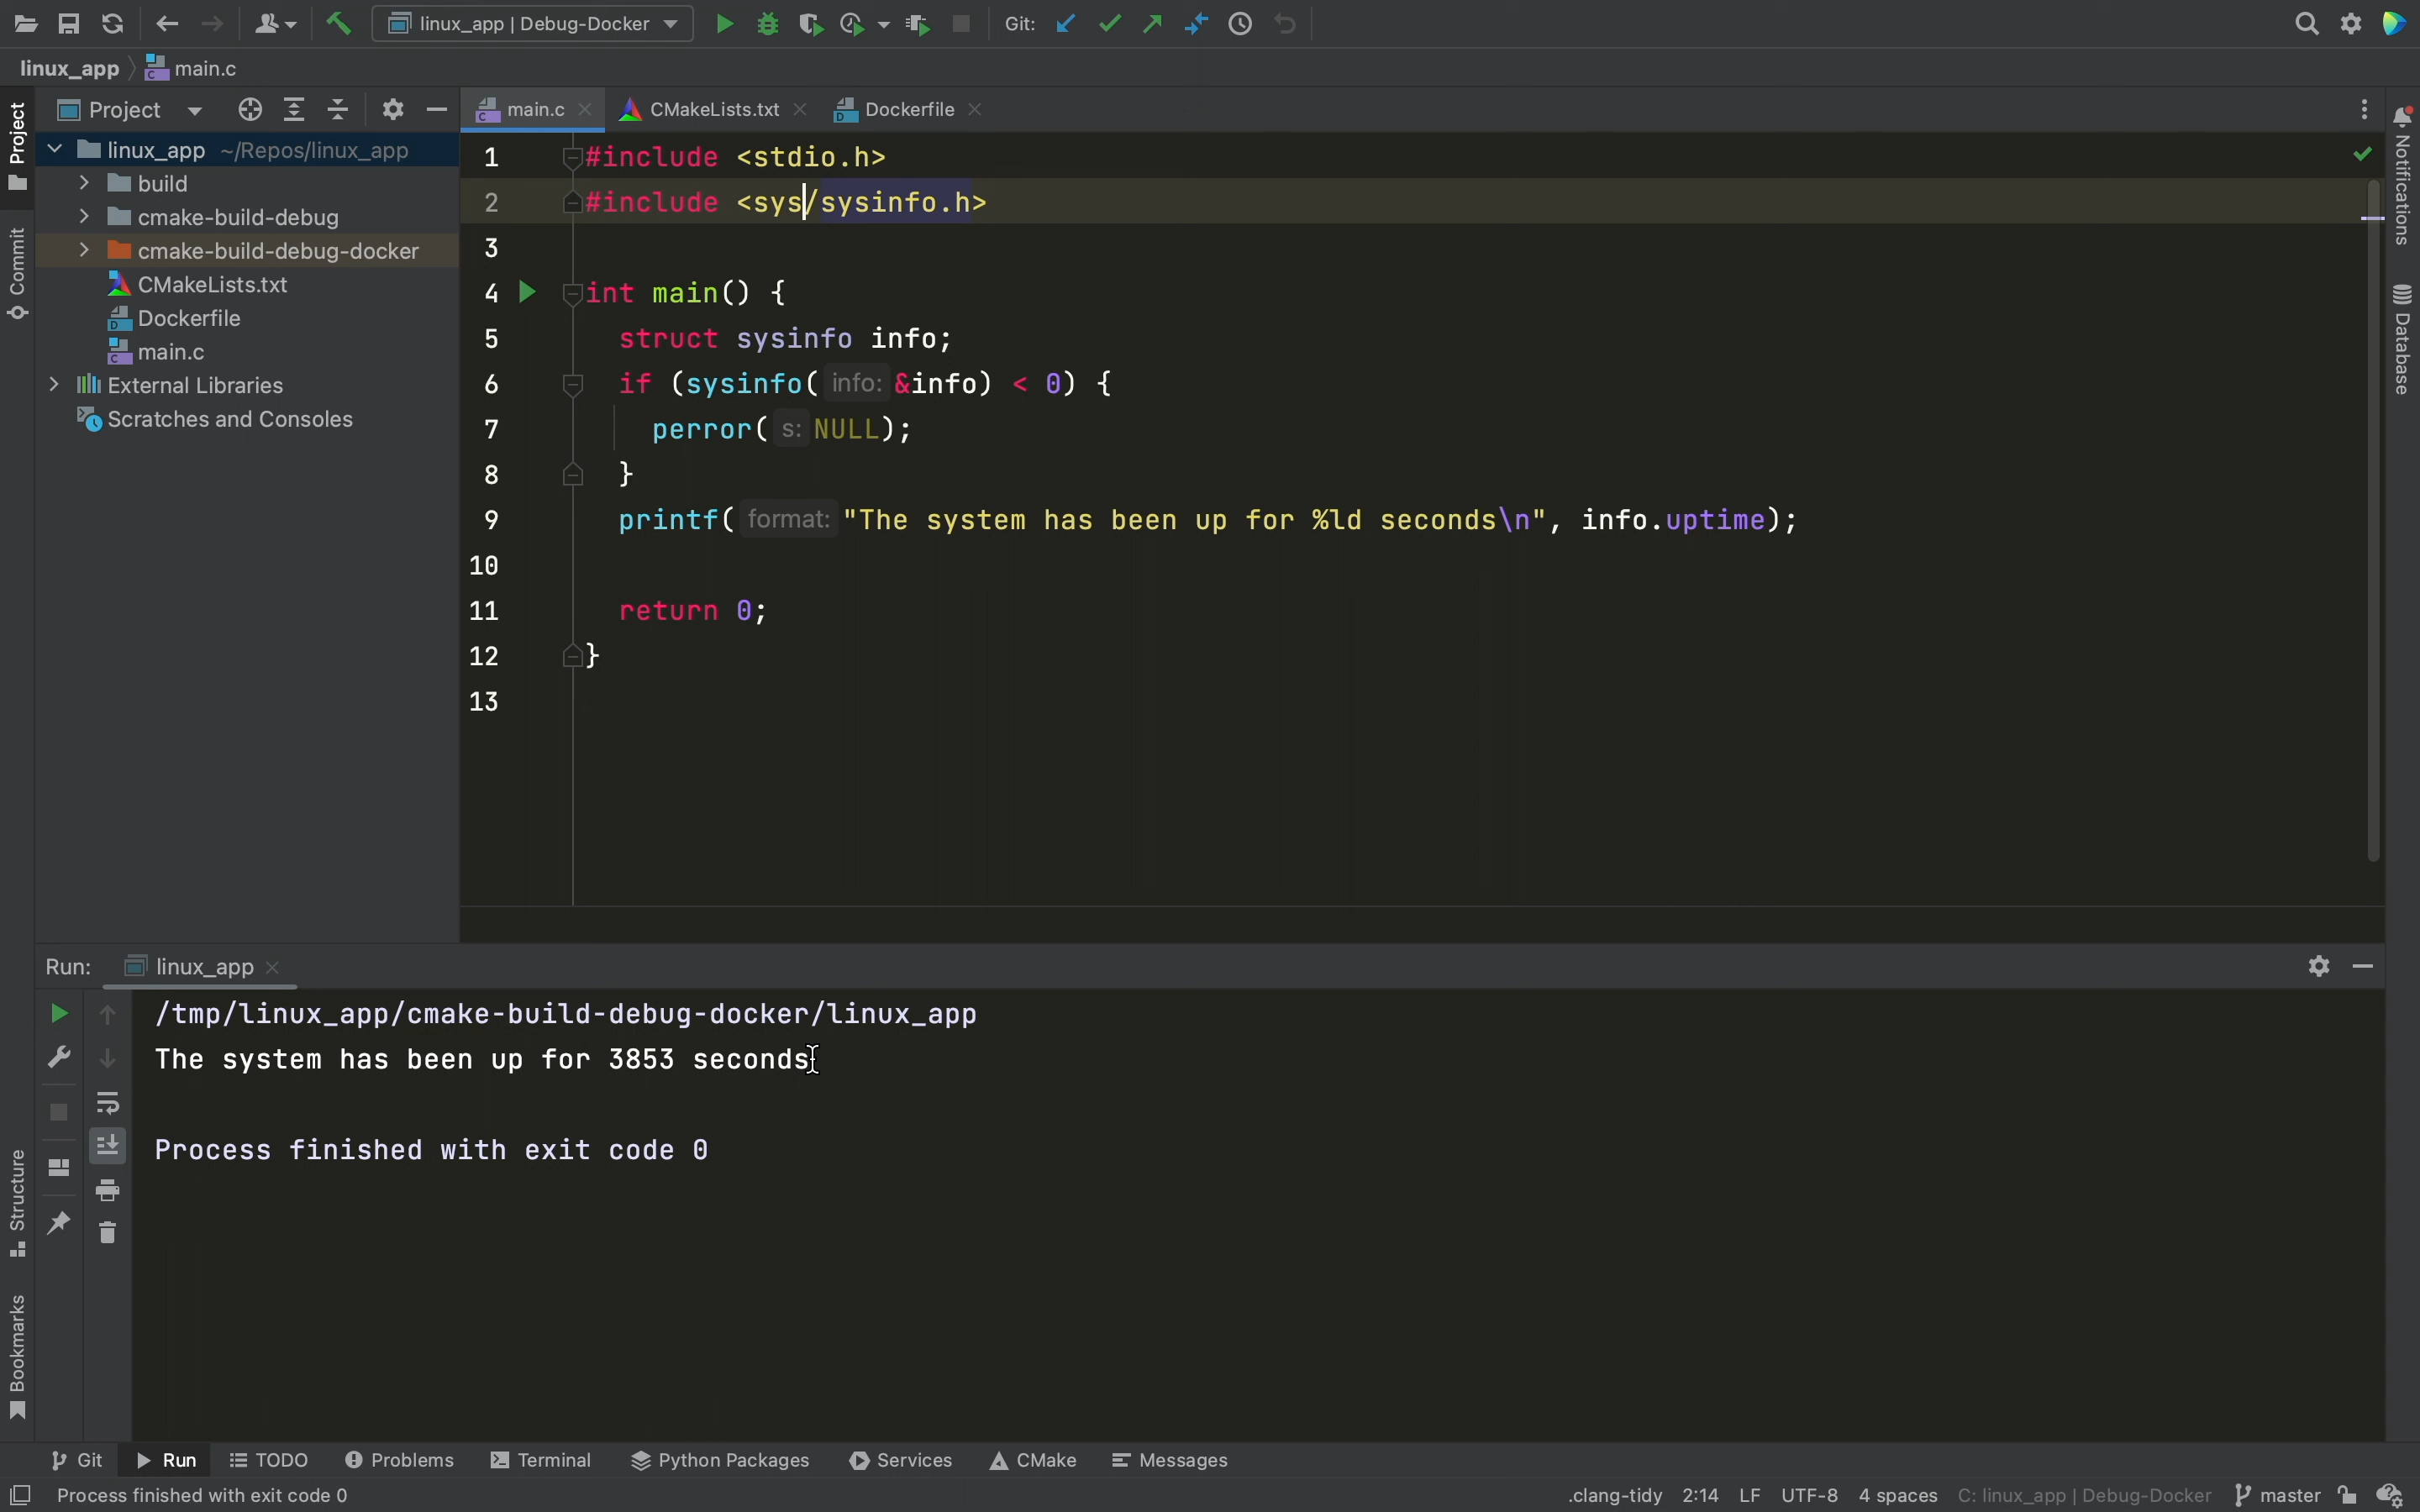 linux_app | Debug-Docker
Git:
linux_app
main.c
Project
main.c
CMakeLists.txt
Dockerfile
linux_app ~/Repos/linux_app
build
cmake-build-debug
cmake-build-debug-docker
CMakeLists.txt
Dockerfile
main.c
External Libraries
Scratches and Consoles
Project
Commit
Structure
Bookmarks
Notifications
Database
1 #include <stdio.h>
2 #include <sys/sysinfo.h>
3
4 int main() {
5 struct sysinfo info;
6 if (sysinfo( info: &info) < 0) {
7 perror( s: NULL);
8 }
9 printf( format: "The system has been up for %ld seconds\n", info.uptime);
10
11 return 0;
12 }
13
Run: linux_app
/tmp/linux_app/cmake-build-debug-docker/linux_app
The system has been up for 3853 seconds
Process finished with exit code 0
Git Run TODO Problems Terminal Python Packages Services CMake Messages
Process finished with exit code 0
.clang-tidy 2:14 LF UTF-8 4 spaces C: linux_app | Debug-Docker master